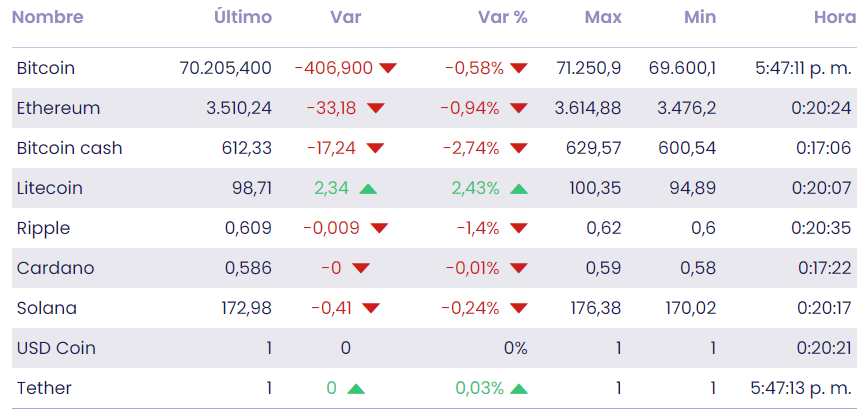 Nombre Último Var Var % Max Min Hora
Bitcoin 70.205,400 -406,900 -0,58% 71.250,9 69.600,1 5:47:11 p. m.
Ethereum 3.510,24 -33,18 -0,94% 3.614,88 3.476,2 0:20:24
Bitcoin cash 612,33 -17,24 -2,74% 629,57 600,54 0:17:06
Litecoin 98,71 2,34 2,43% 100,35 94,89 0:20:07
Ripple 0,609 -0,009 -1,4% 0,62 0,6 0:20:35
Cardano 0,586 -0 -0,01% 0,59 0,58 0:17:22
Solana 172,98 -0,41 -0,24% 176,38 170,02 0:20:17
USD Coin 1 0 0% 1 1 0:20:21
Tether 1 0 0,03% 1 1 5:47:13 p. m.